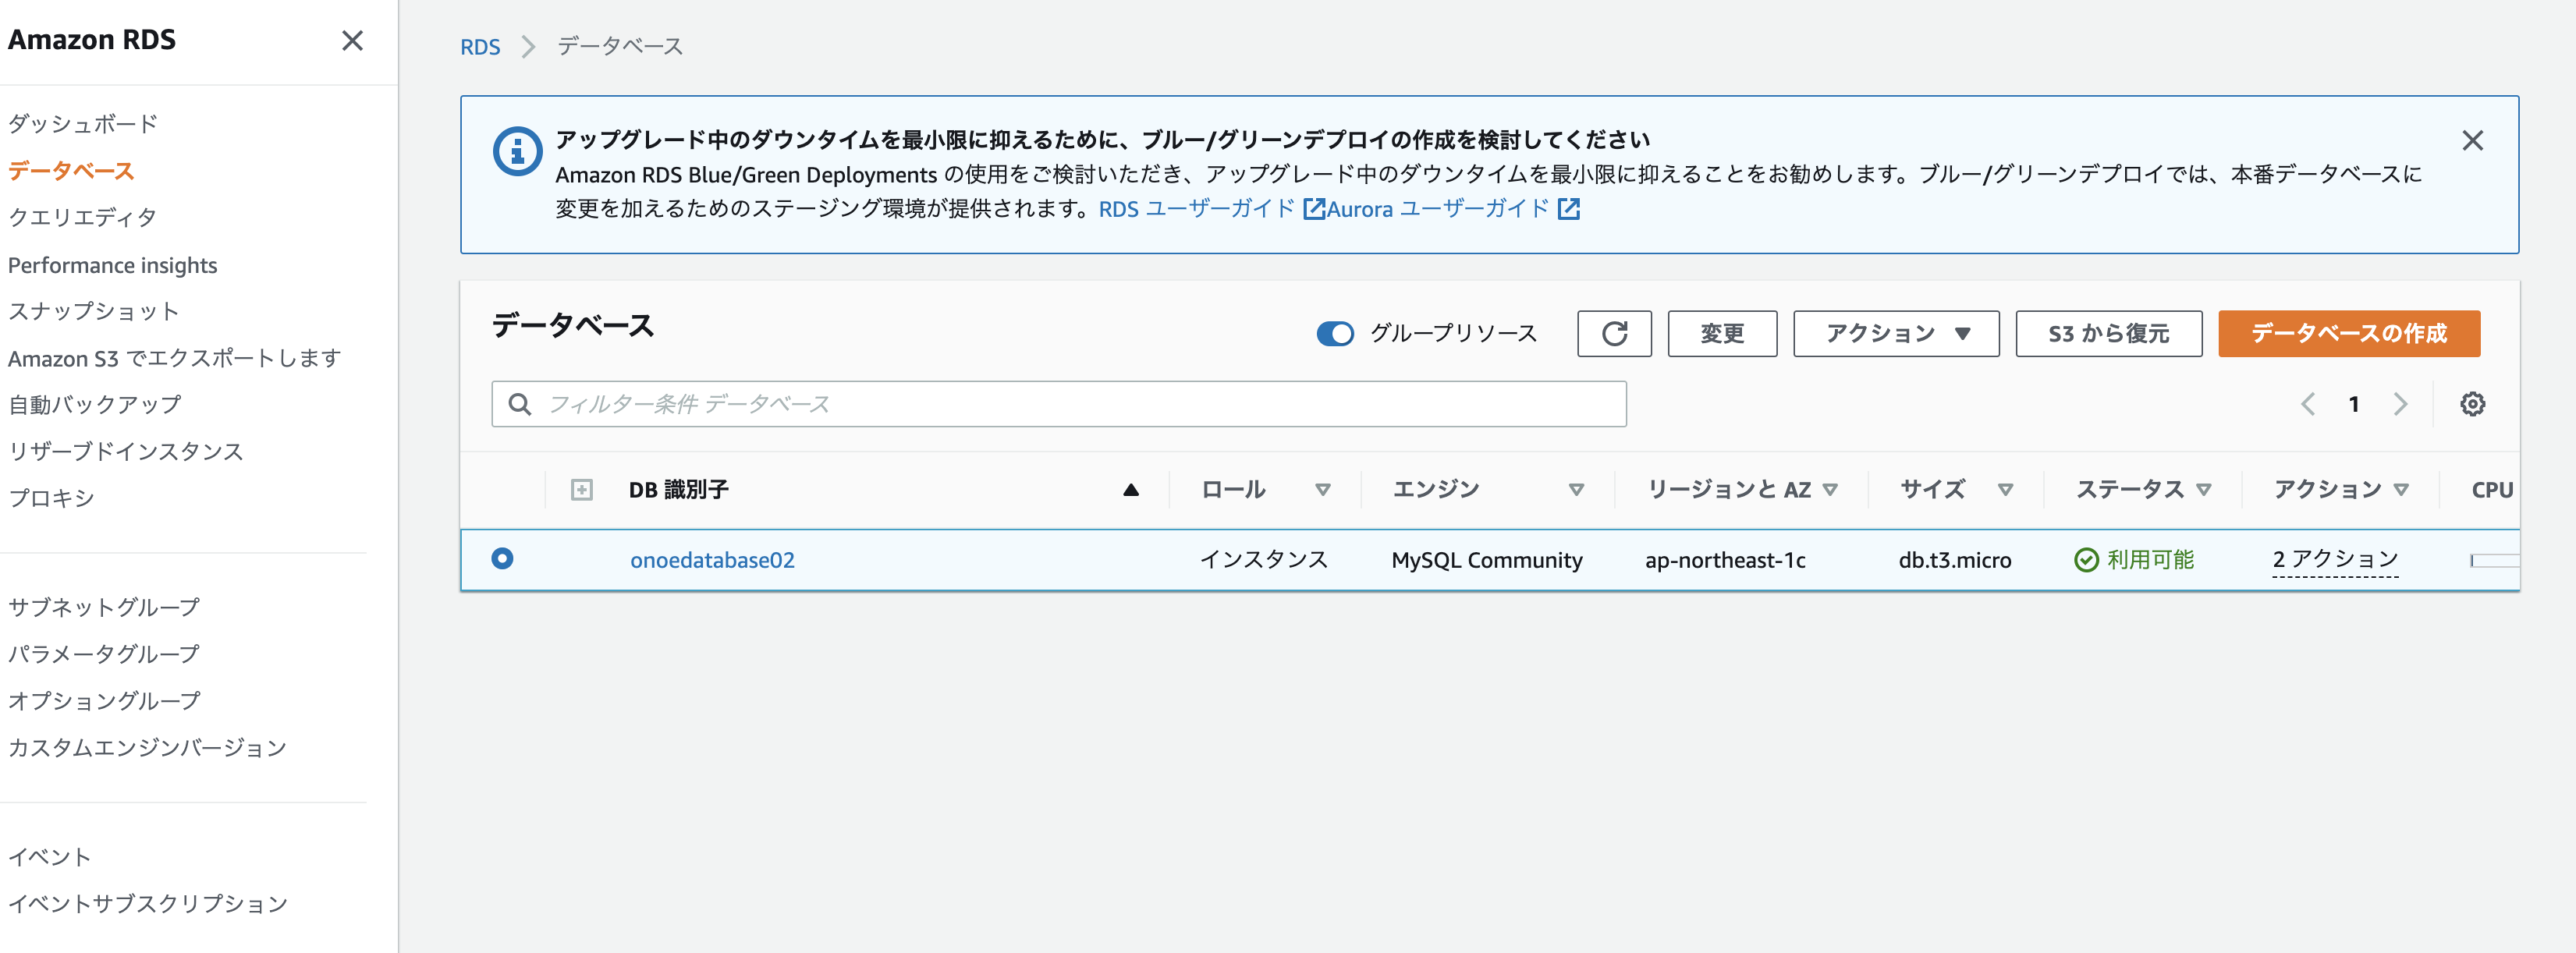 Amazon RDS
ダッシュボード
データベース
クエリエディタ
Performance insights
スナップショット
Amazon S3 でエクスポートします
自動バックアップ
リザーブドインスタンス
プロキシ
サブネットグループ
パラメータグループ
オプショングループ
カスタムエンジンバージョン
イベント
イベントサブスクリプション
RDS データベース
アップグレード中のダウンタイムを最小限に抑えるために、ブルー/グリーンデプロイの作成を検討してください
Amazon RDS Blue/Green Deployments の使用をご検討いただき、アップグレード中のダウンタイムを最小限に抑えることをお勧めします。ブルー/グリーンデプロイでは、本番データベースに
変更を加えるためのステージング環境が提供されます。RDS ユーザーガイド Aurora ユーザーガイド
データベース グループリソース 変更 アクション S3 から復元 データベースの作成
フィルター条件 データベース 1
DB 識別子 ロール エンジン リージョンと AZ サイズ ステータス アクション CPU
onoedatabase02 インスタンス MySQL Community ap-northeast-1c db.t3.micro 利用可能 2 アクション